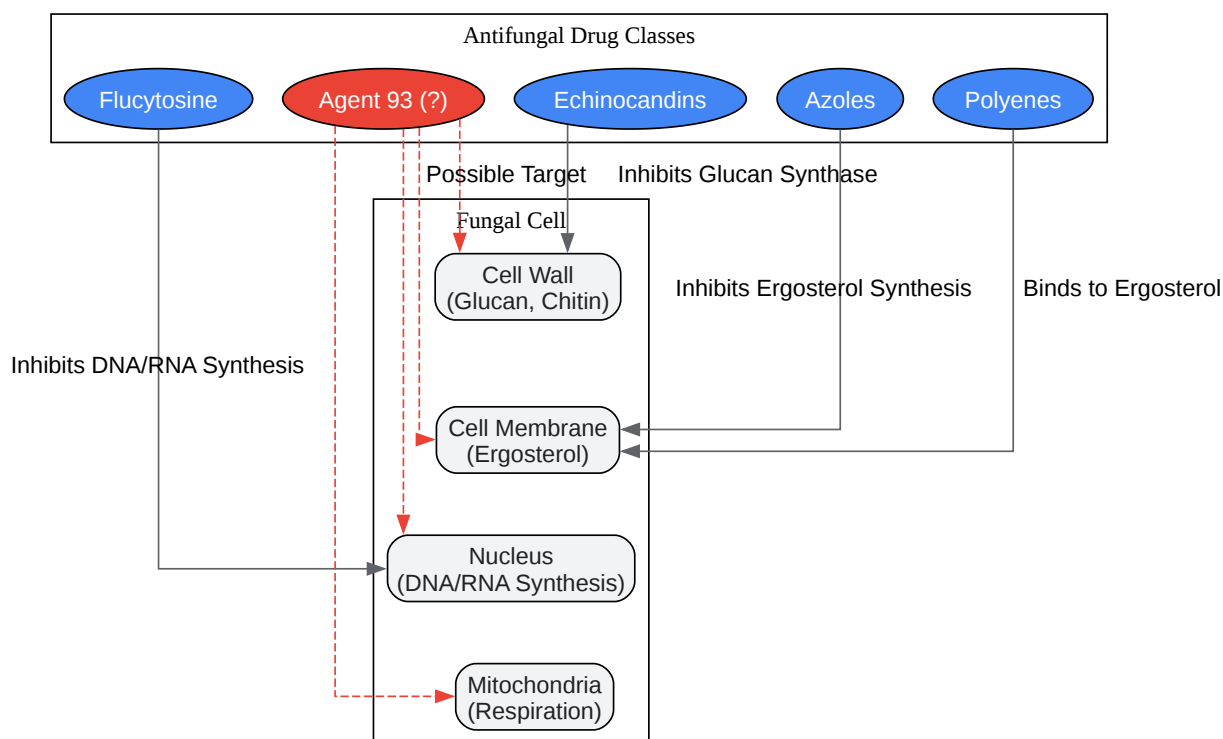 Antifungal Drug Classes
Flucytosine
Agent 93 (?)
Echinocandins
Azoles
Polyenes
Possible Target
Inhibits Glucan Synthase
Fungal Cell
Cell Wall
(Glucan, Chitin)
Inhibits Ergosterol Synthesis
Binds to Ergosterol
Inhibits DNA/RNA Synthesis
Cell Membrane
(Ergosterol)
Nucleus
(DNA/RNA Synthesis)
Mitochondria
(Respiration)